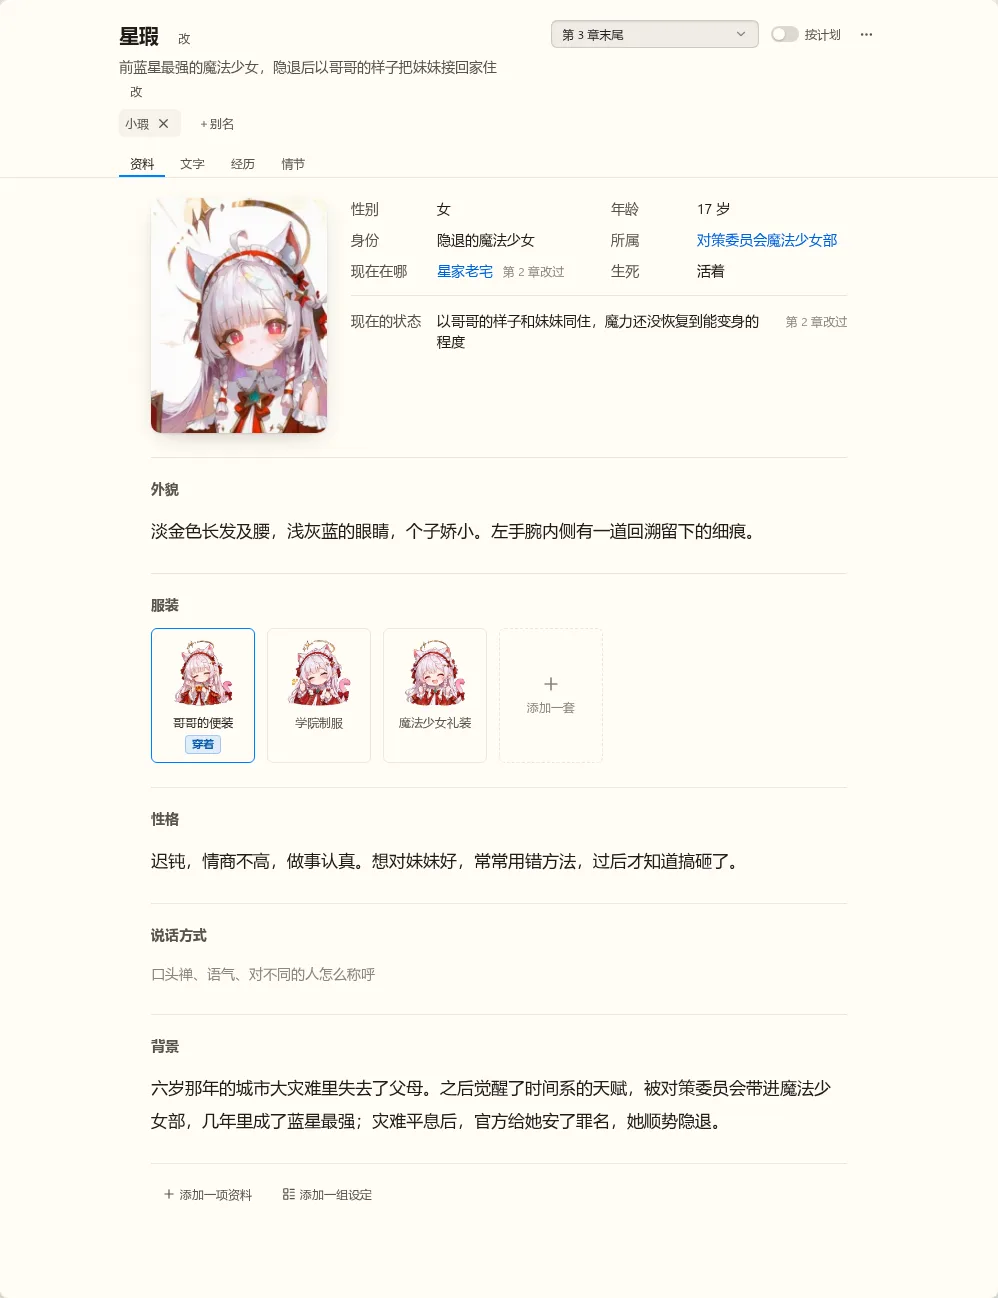 星瑕 改
第 3 章末尾
按计划
前蓝星最强的魔法少女，隐退后以哥哥的样子把妹妹接回家住
改
小瑕
+ 别名
资料 文字 经历 情节
性别 女 年龄 17 岁
身份 隐退的魔法少女 所属 对策委员会魔法少女部
现在在哪 星家老宅 第 2 章改过 生死 活着
现在的状态 以哥哥的样子和妹妹同住，魔力还没恢复到能变身的 第 2 章改过
程度
外貌
淡金色长发及腰，浅灰蓝的眼睛，个子娇小。左手腕内侧有一道回溯留下的细痕。
服装
哥哥的便装
穿着
学院制服
魔法少女礼装
添加一套
性格
迟钝，情商不高，做事认真。想对妹妹好，常常用错方法，过后才知道搞砸了。
说话方式
口头禅、语气、对不同的人怎么称呼
背景
六岁那年的城市大灾难里失去了父母。之后觉醒了时间系的天赋，被对策委员会带进魔法少
女部，几年里成了蓝星最强；灾难平息后，官方给她安了罪名，她顺势隐退。
添加一项资料 添加一组设定